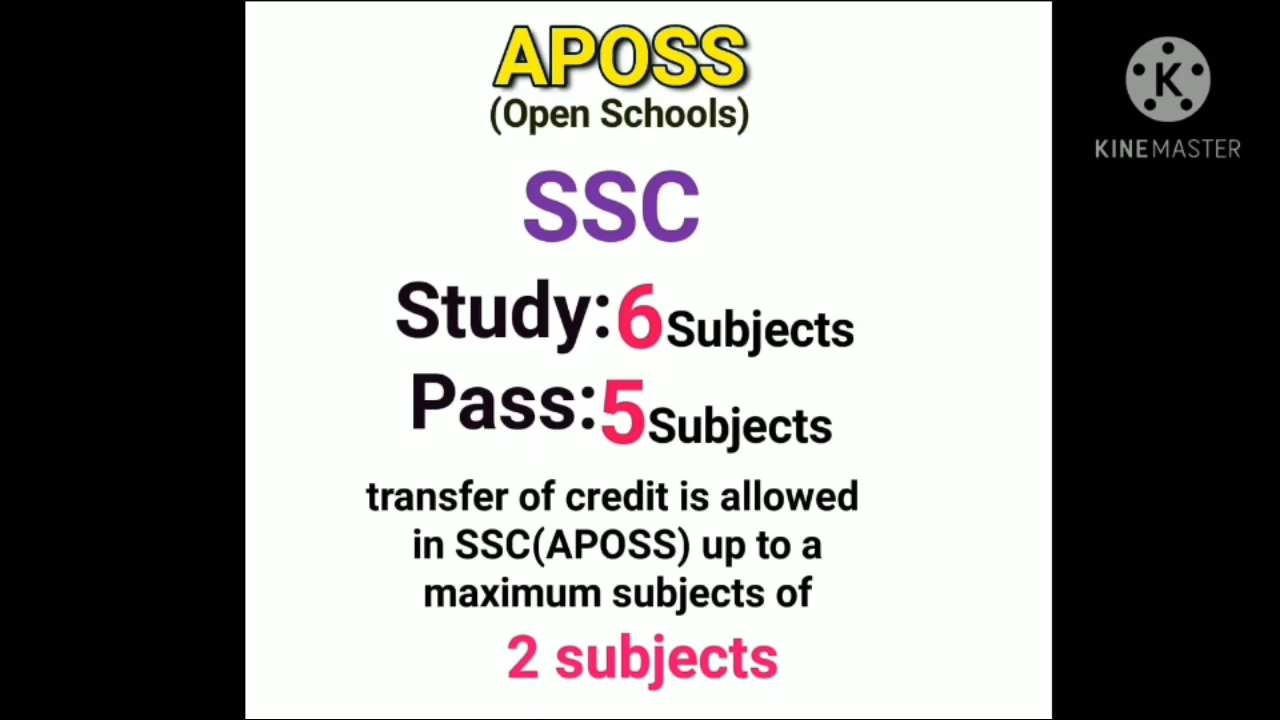 APOSS
(Open Schools)
SSC
Study:6Subjects
Pass:5Subjects
transfer of credit is allowed
in SSC(APOSS) up to a
maximum subjects of
2 subjects
K
KINEMASTER